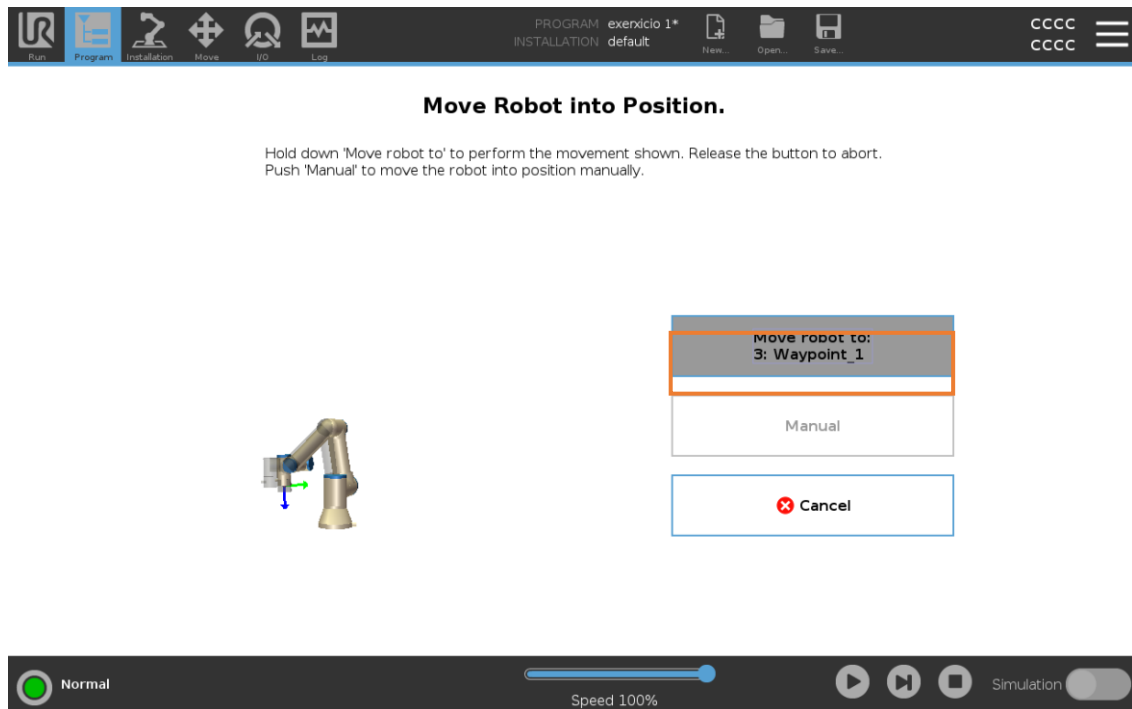 UR
Run
Program
Installation
Move
I/O
Log
PROGRAM exerxicio 1*
INSTALLATION default
New...
Open...
Save...
CCCC
CCCC
Move Robot into Position.
Hold down 'Move robot to' to perform the movement shown. Release the button to abort.
Push 'Manual' to move the robot into position manually.
Move robot to:
3: Waypoint_1
Manual
Cancel
Normal
Speed 100%
Simulation